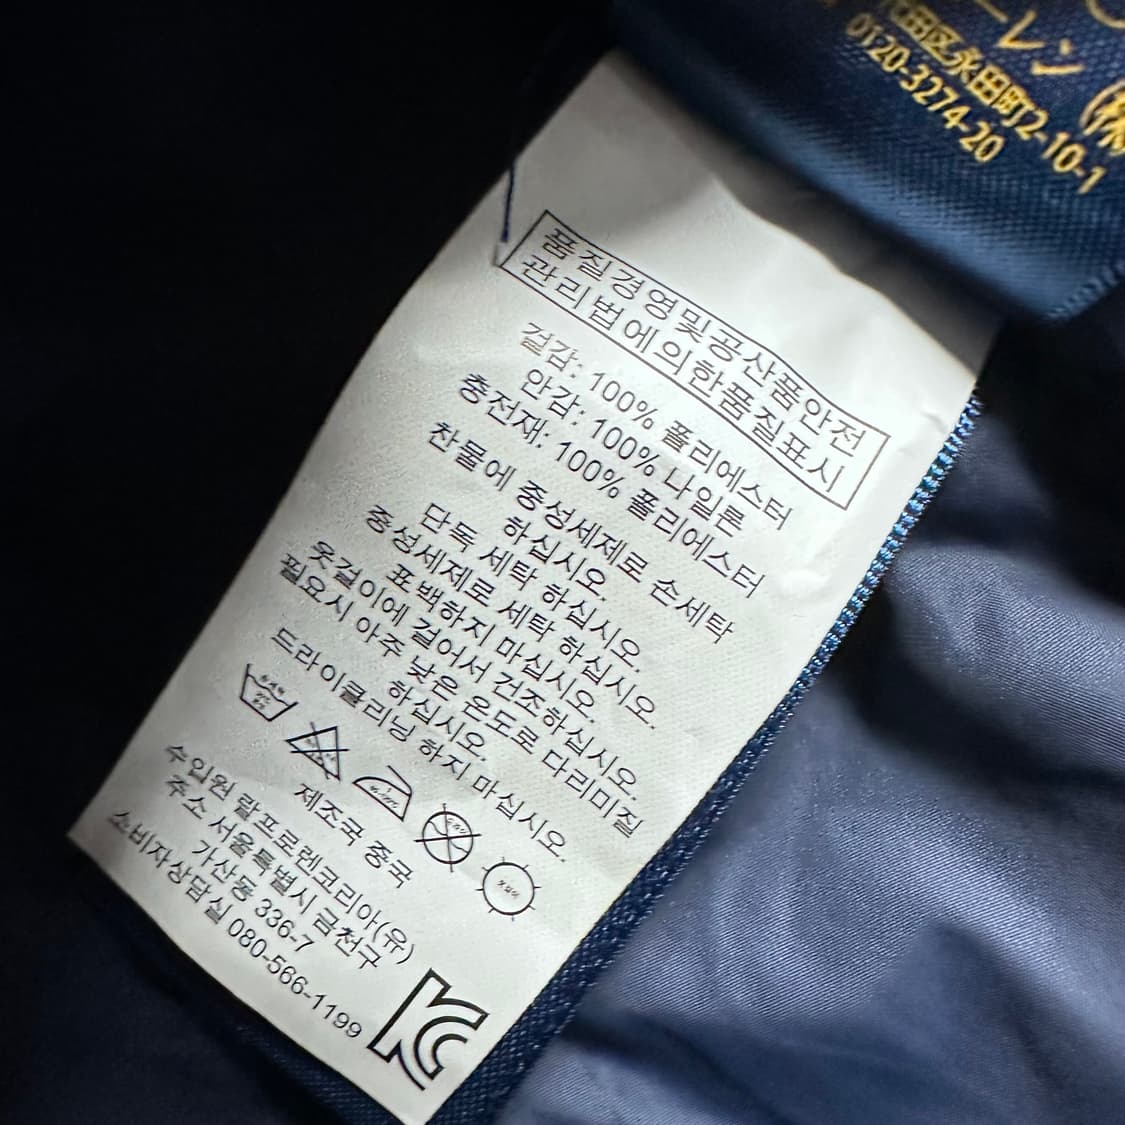 ーレン ㈱
代田区永田町2-10-1
0120-3274-20
품질경영및공산품안전
관리법에의한품질표시
겉감: 100% 폴리에스터
안감: 100% 나일론
충전재: 100% 폴리에스터
찬물에 중성세제로 손세탁
하십시오.
단독 세탁 하십시오.
중성세제로 세탁 하십시오.
표백하지 마십시오.
옷걸이에 걸어서 건조하십시오.
필요시 아주 낮은 온도로 다리미질
하십시오.
드라이클리닝 하지 마십시오.
제조국 중국
수입원 랄프로렌코리아(유)
주소 서울특별시 금천구
가산동 336-7
소비자상담실 080-566-1199